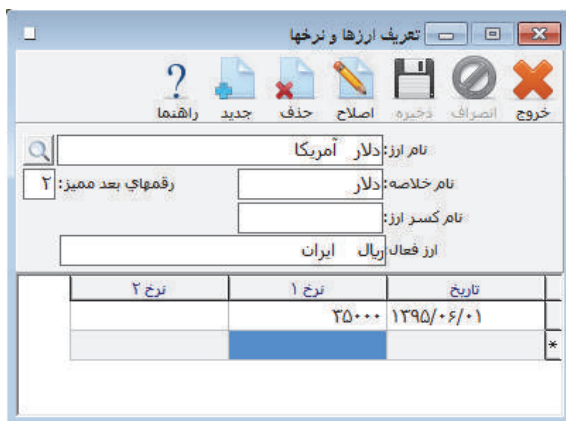 تعریف ارزها و نرخها
خروج انصراف ذخیره اصلاح حذف جدید راهنما
نام ارز: دلار آمریکا
نام خلاصه: دلار رقمهاي بعد ممیز: ۲
نام کسر ارز:
ارز فعال ریال ایران
تاریخ نرخ ۱ نرخ ۲
۱۳۹۵/۰۶/۰۱ ۳۵۰۰۰
*